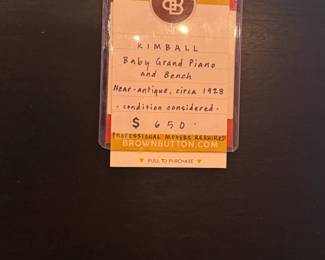 BB
KIMBALL
Baby Grand Piano
and Bench
Near-antique, circa 1928
· condition considered ·
$ 650
PROFESSIONAL MOVERS REQUIRED
BROWNBUTTON.COM
PULL TO PURCHASE